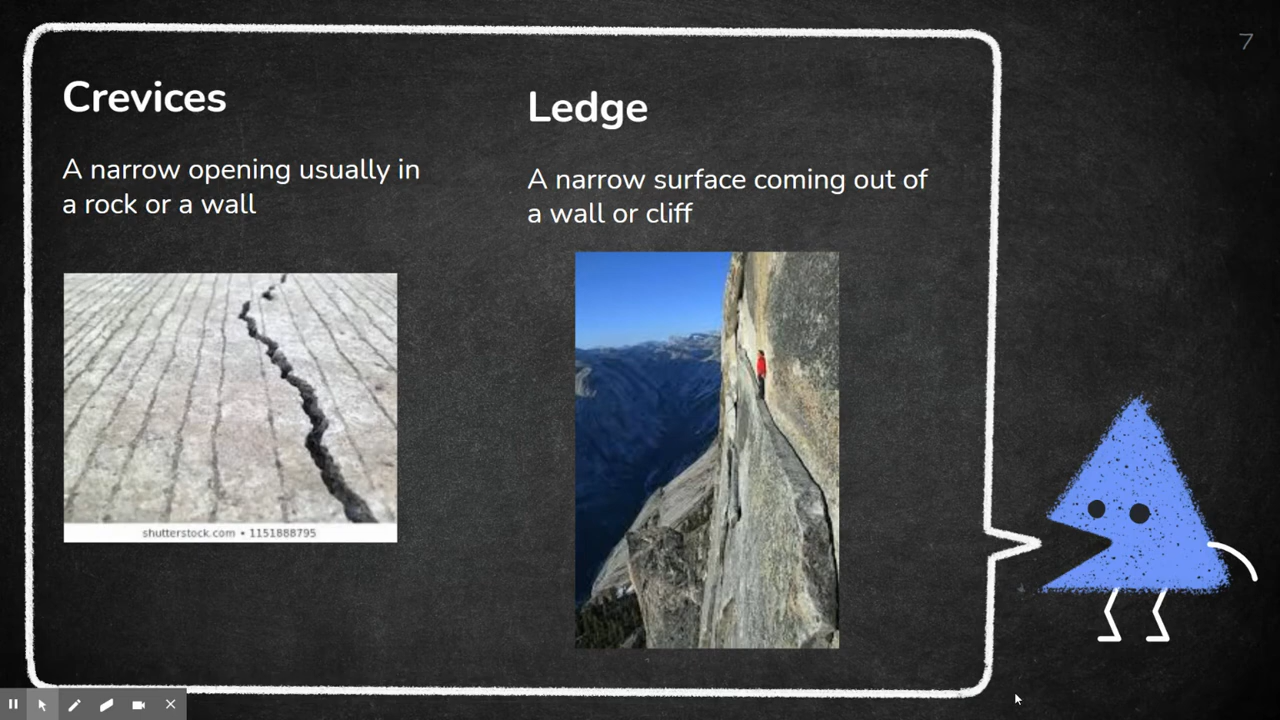 7
Crevices
A narrow opening usually in
a rock or a wall
shutterstock.com • 1151888795
Ledge
A narrow surface coming out of
a wall or cliff